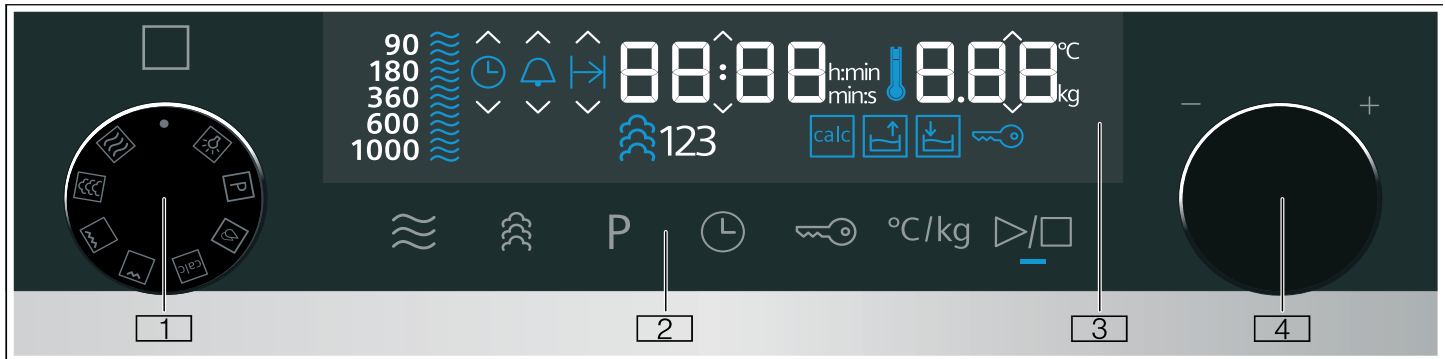 90
180
360
600
1000
88:88 h:min
min:s
8.88 °C
kg
123
calc
P
calc
P
°C/kg
− +
1
2
3
4